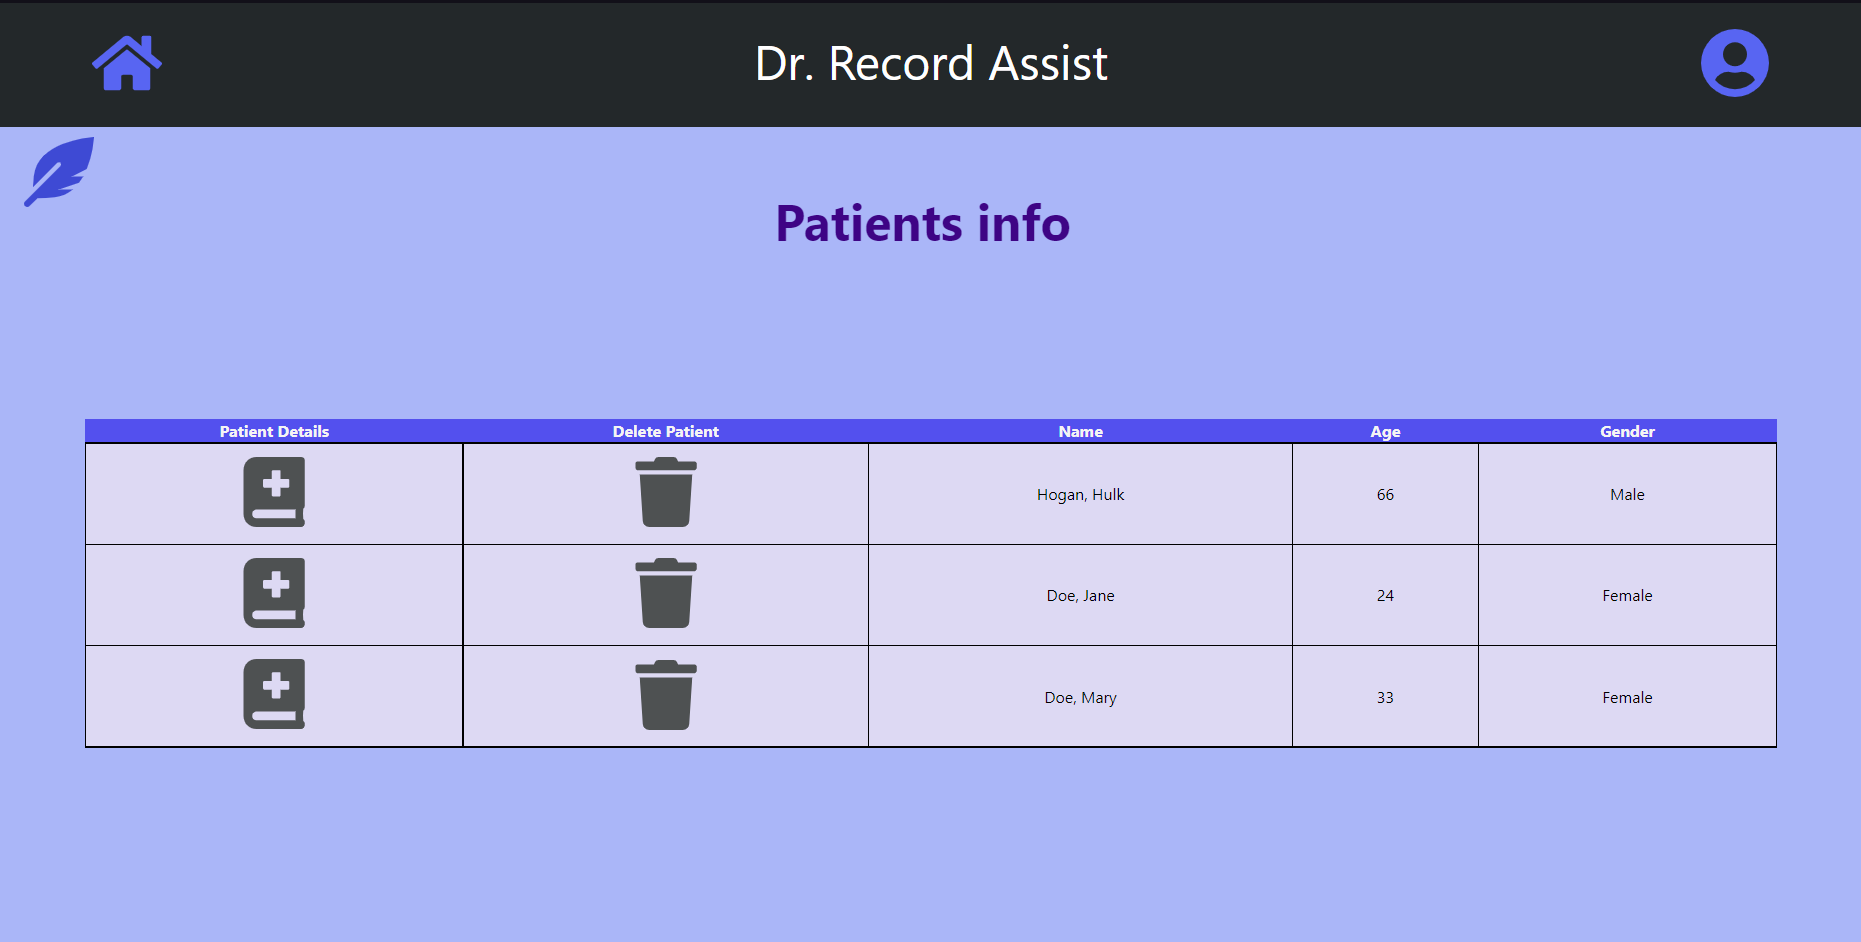 Dr. Record Assist
Patients info
Patient Details Delete Patient Name Age Gender
Hogan, Hulk 66 Male
Doe, Jane 24 Female
Doe, Mary 33 Female